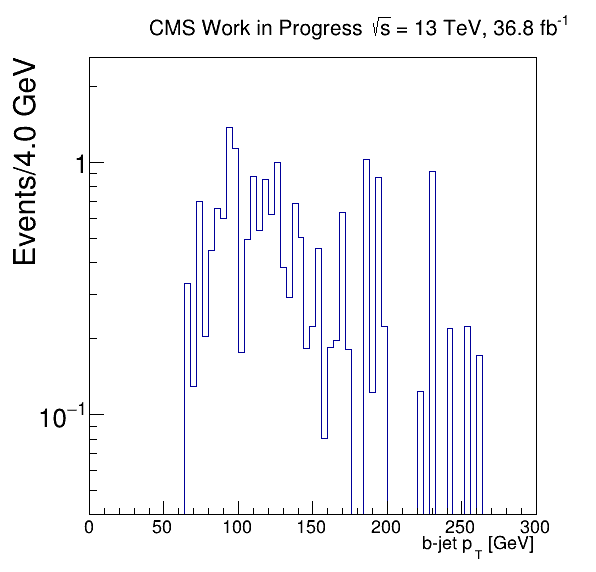 CMS Work in Progress √s = 13 TeV, 36.8 fb⁻¹
Events/4.0 GeV
1
10⁻¹
0 50 100 150 200 250 300
b-jet p_T [GeV]